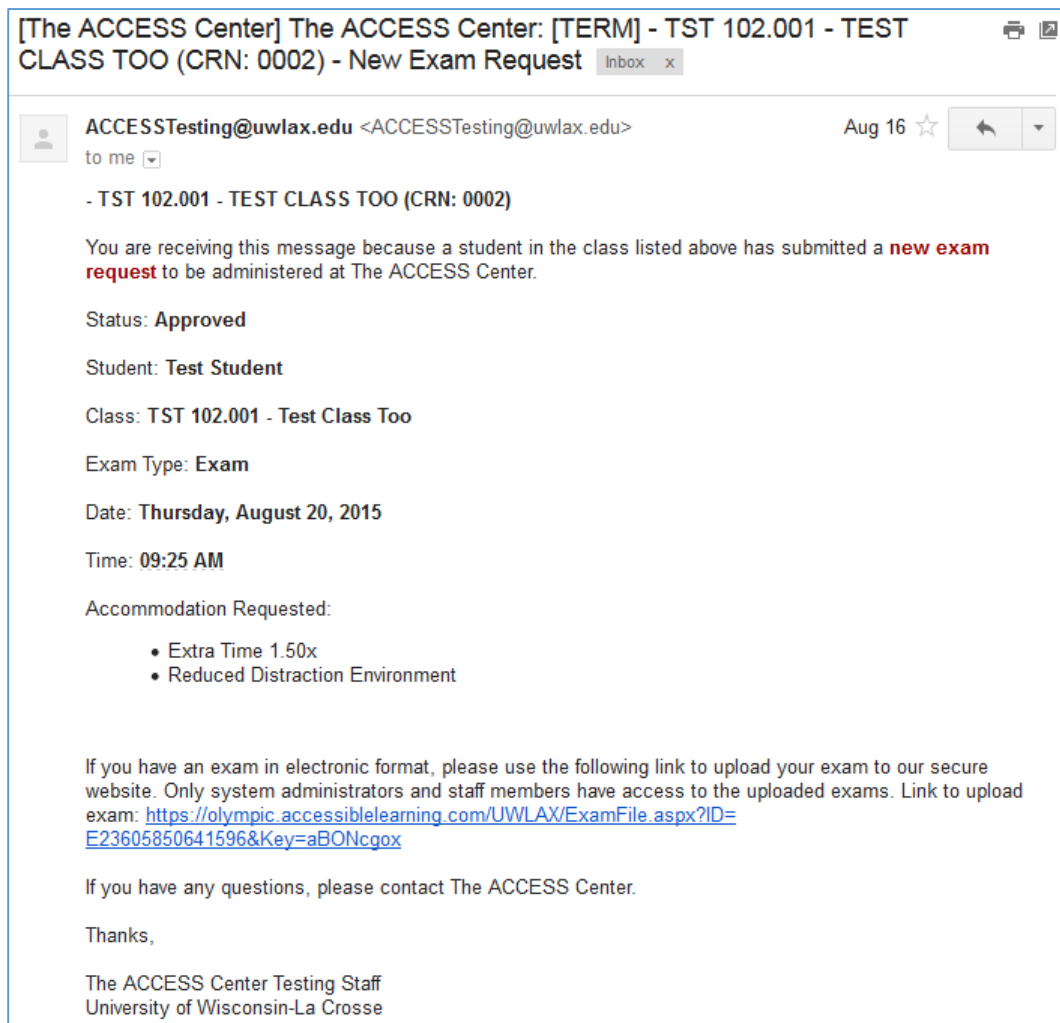 [The ACCESS Center] The ACCESS Center: [TERM] - TST 102.001 - TEST
CLASS TOO (CRN: 0002) - New Exam Request Inbox x
ACCESSTesting@uwlax.edu <ACCESSTesting@uwlax.edu> Aug 16
to me
- TST 102.001 - TEST CLASS TOO (CRN: 0002)
You are receiving this message because a student in the class listed above has submitted a new exam
request to be administered at The ACCESS Center.
Status: Approved
Student: Test Student
Class: TST 102.001 - Test Class Too
Exam Type: Exam
Date: Thursday, August 20, 2015
Time: 09:25 AM
Accommodation Requested:
• Extra Time 1.50x
• Reduced Distraction Environment
If you have an exam in electronic format, please use the following link to upload your exam to our secure
website. Only system administrators and staff members have access to the uploaded exams. Link to upload
exam: https://olympic.accessiblelearning.com/UWLAX/ExamFile.aspx?ID=
E23605850641596&Key=aBONcgox
If you have any questions, please contact The ACCESS Center.
Thanks,
The ACCESS Center Testing Staff
University of Wisconsin-La Crosse